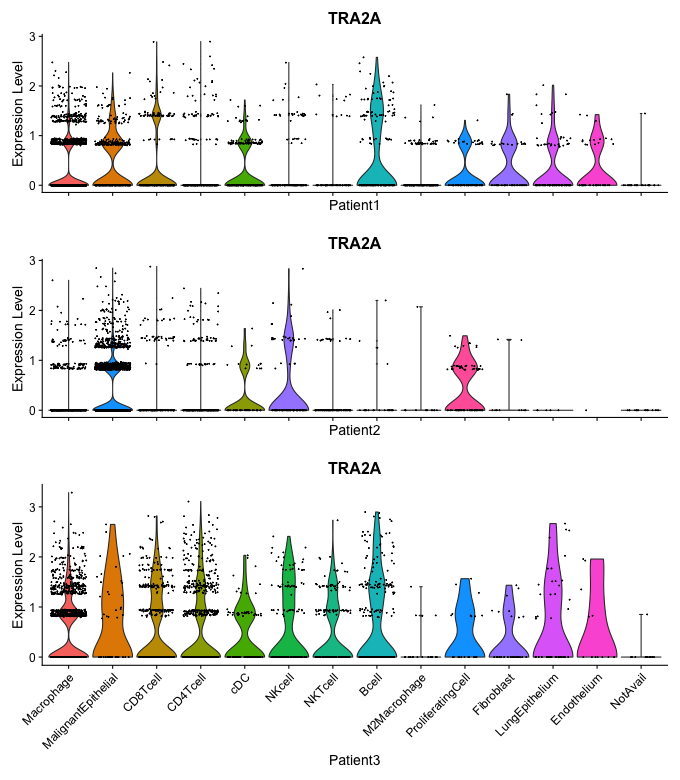 TRA2A
Expression Level
3
2
1
0
Patient1
TRA2A
Expression Level
3
2
1
0
Patient2
TRA2A
Expression Level
3
2
1
0
Macrophage
MalignantEpithelial
CD8Tcell
CD4Tcell
cDC
NKcell
NKTcell
Bcell
M2Macrophage
ProliferatingCell
Fibroblast
LungEpithelium
Endothelium
NotAvail
Patient3